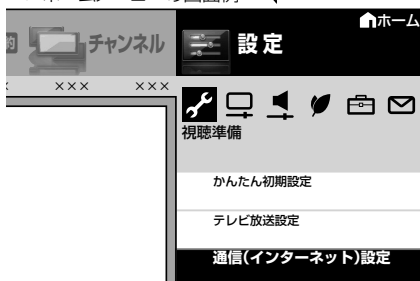 ホーム
チャンネル
設定
××× ×××
視聴準備
かんたん初期設定
テレビ放送設定
通信(インターネット)設定